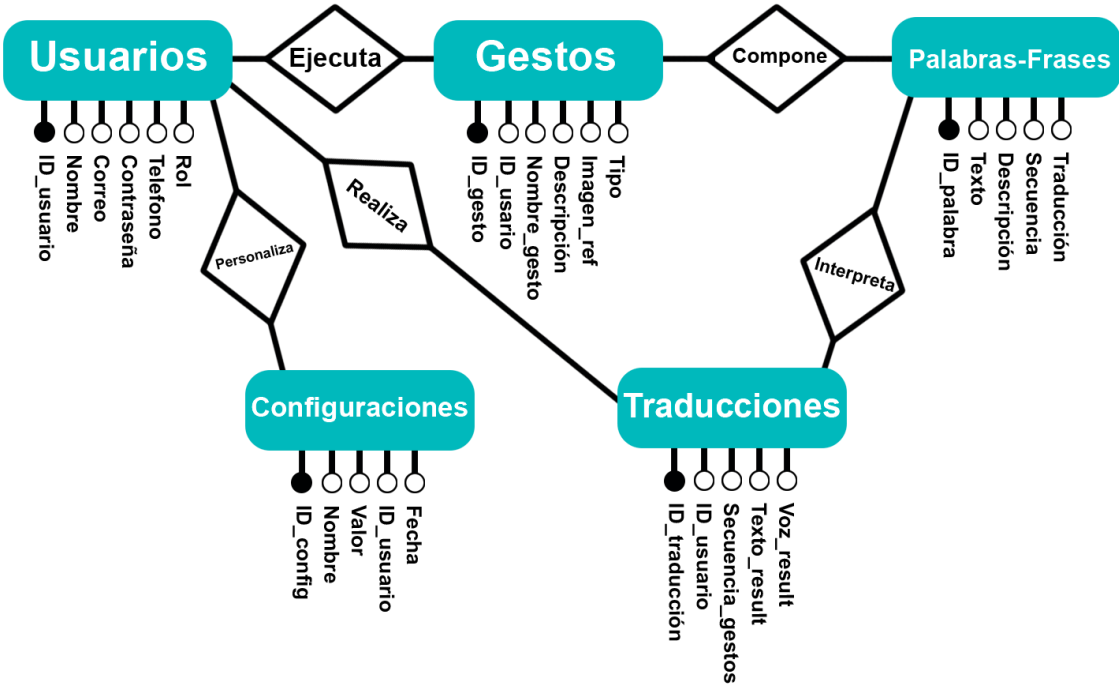 Usuarios
Ejecuta
Gestos
Compone
Palabras-Frases
ID_usuario
Nombre
Correo
Contraseña
Telefono
Rol
ID_gesto
ID_usario
Nombre_gesto
Descripción
Imagen_ref
Tipo
ID_palabra
Texto
Descripción
Secuencia
Traducción
Personaliza
Realiza
Interpreta
Configuraciones
Traducciones
ID_config
Nombre
Valor
ID_usuario
Fecha
ID_traducción
ID_usuario
Secuencia_gestos
Texto_result
Voz_result